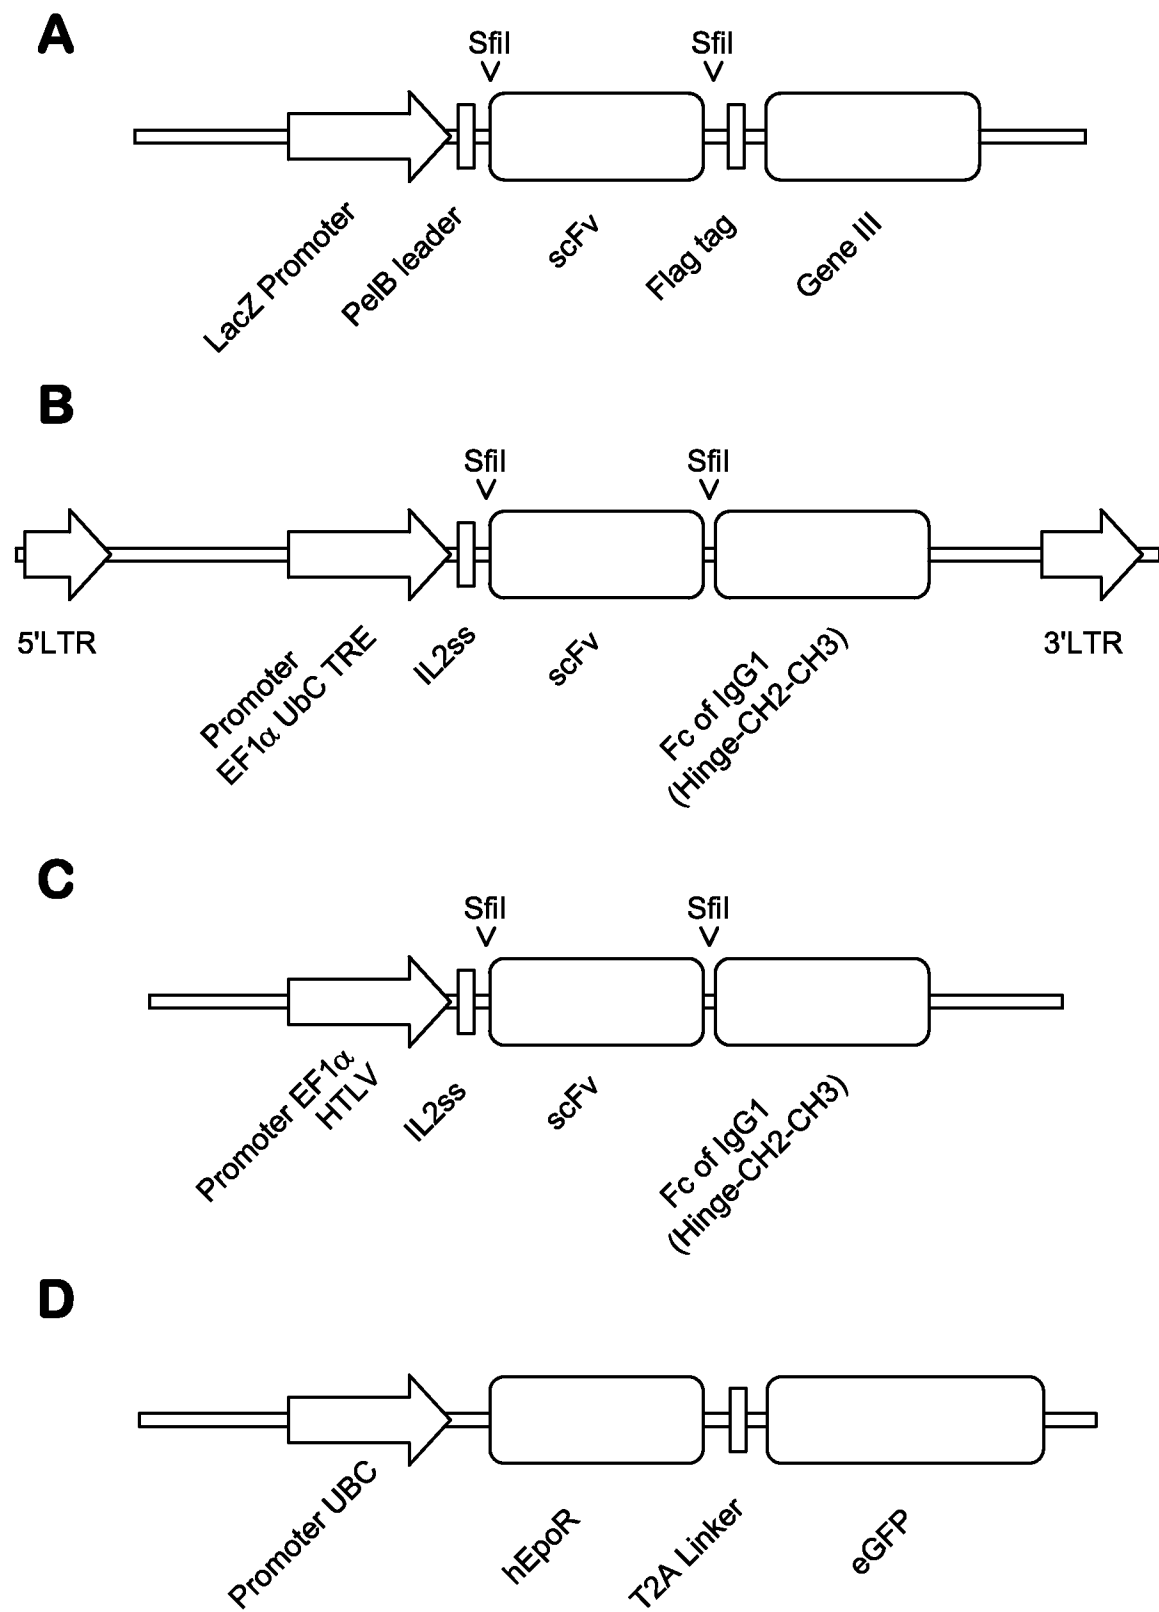 A
SfiI
SfiI
LacZ Promoter
PelB leader
scFv
Flag tag
Gene III
B
SfiI
SfiI
5'LTR
Promoter
EF1α UbC TRE
IL2ss
scFv
Fc of IgG1
(Hinge-CH2-CH3)
3'LTR
C
SfiI
SfiI
Promoter EF1α
HTLV
IL2ss
scFv
Fc of IgG1
(Hinge-CH2-CH3)
D
Promoter UBC
hEpoR
T2A Linker
eGFP